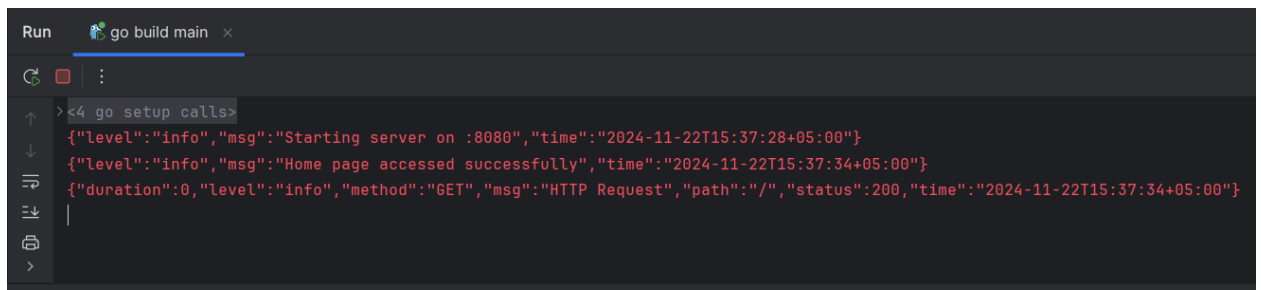 Run go build main
<4 go setup calls>
{"level":"info","msg":"Starting server on :8080","time":"2024-11-22T15:37:28+05:00"}
{"level":"info","msg":"Home page accessed successfully","time":"2024-11-22T15:37:34+05:00"}
{"duration":0,"level":"info","method":"GET","msg":"HTTP Request","path":"/","status":200,"time":"2024-11-22T15:37:34+05:00"}